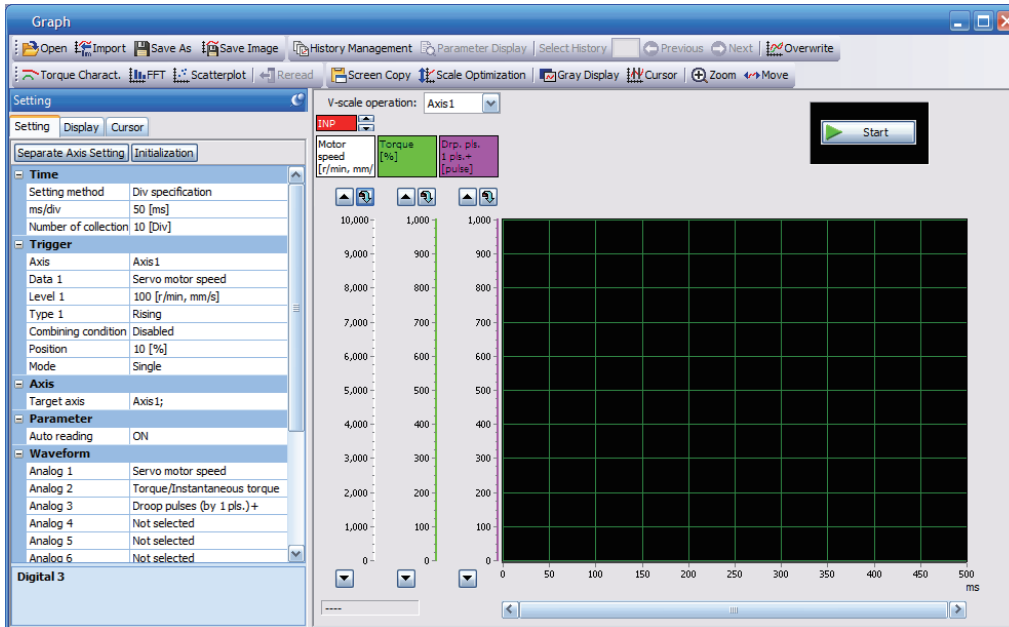 Graph
Open Import Save As Save Image History Management Parameter Display Select History Previous Next Overwrite
Torque Charact. FFT Scatterplot Reread Screen Copy Scale Optimization Gray Display Cursor Zoom Move
Setting
Setting Display Cursor
Separate Axis Setting Initialization
Time
Setting method Div specification
ms/div 50 [ms]
Number of collection 10 [Div]
Trigger
Axis Axis1
Data 1 Servo motor speed
Level 1 100 [r/min, mm/s]
Type 1 Rising
Combining condition Disabled
Position 10 [%]
Mode Single
Axis
Target axis Axis1;
Parameter
Auto reading ON
Waveform
Analog 1 Servo motor speed
Analog 2 Torque/Instantaneous torque
Analog 3 Droop pulses (by 1 pls.)+
Analog 4 Not selected
Analog 5 Not selected
Analog 6 Not selected
Digital 3
V-scale operation: Axis1
INP
Motor speed [r/min, mm/
Torque [%]
Drp. pls. 1 pls.+ [pulse]
Start
10,000 1,000 1,000
9,000 900 900
8,000 800 800
7,000 700 700
6,000 600 600
5,000 500 500
4,000 400 400
3,000 300 300
2,000 200 200
1,000 100 100
0 0 0
0 50 100 150 200 250 300 350 400 450 500
ms
----